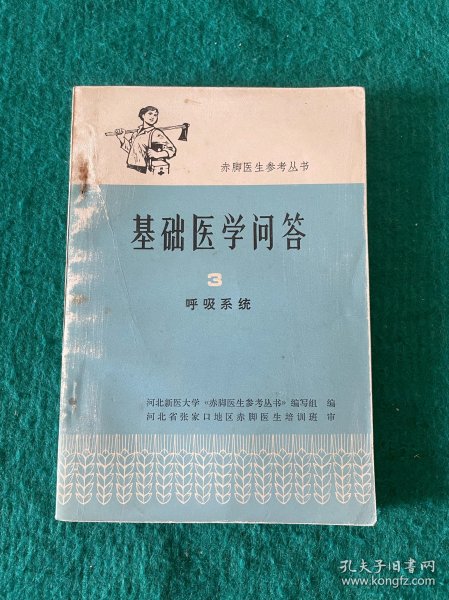 赤脚医生参考丛书
基础医学问答
3
呼吸系统
河北新医大学《赤脚医生参考丛书》编写组 编
河北省张家口地区赤脚医生培训班 审
孔夫子旧书网
www.kongfz.com